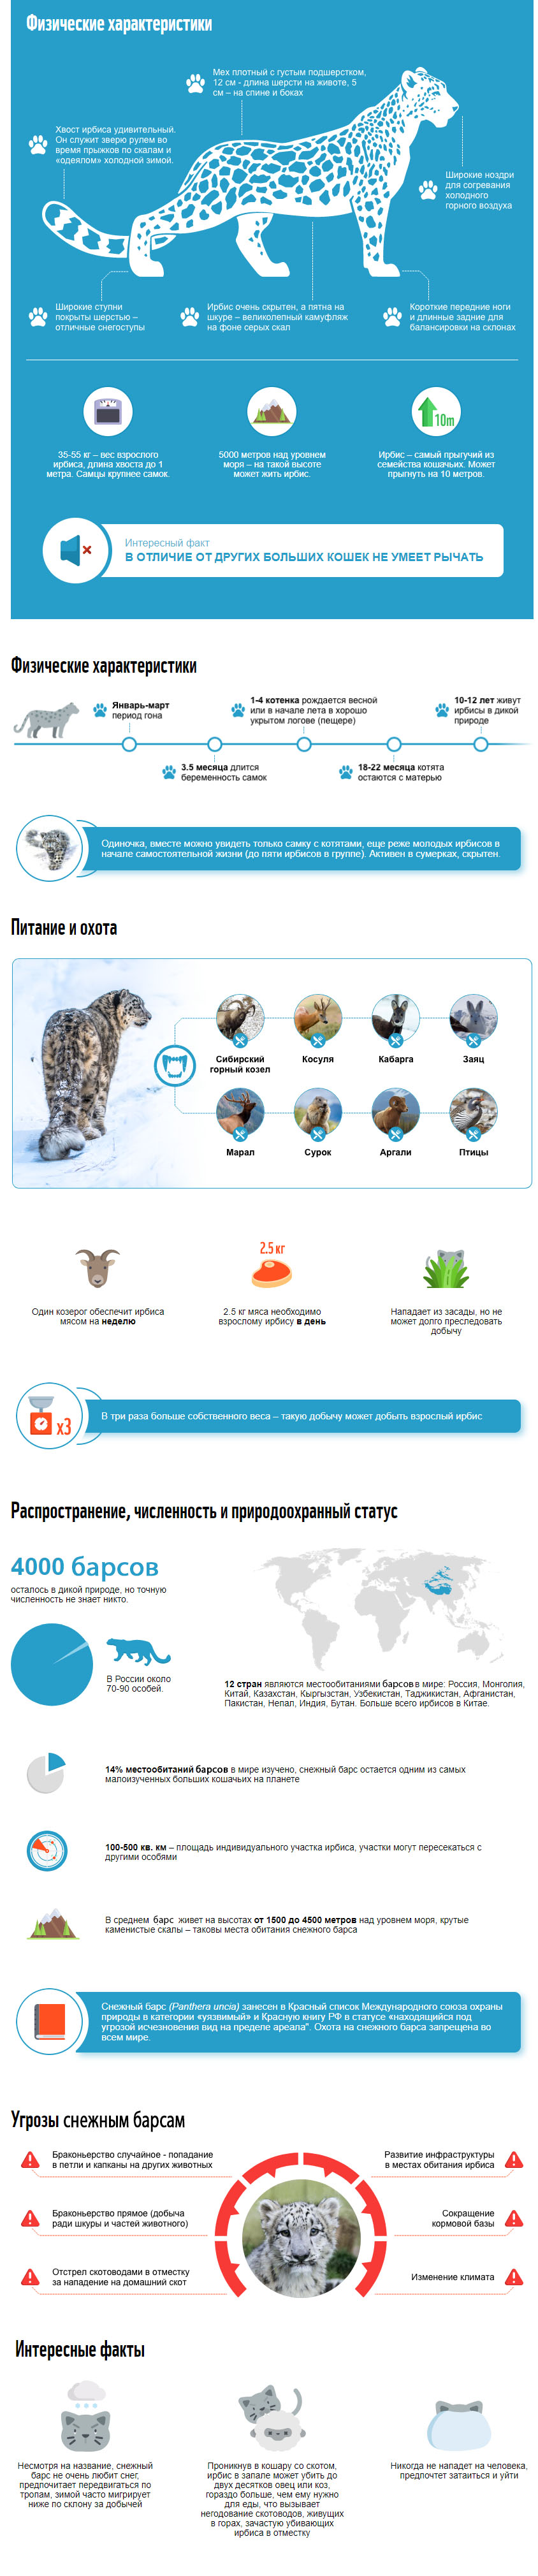 Физические характеристики
Мех плотный с густым подшерстком,
12 см - длина шерсти на животе, 5
см – на спине и боках
Хвост ирбиса удивительный.
Он служит зверю рулем во
время прыжков по скалам и
«одеялом» холодной зимой.
Широкие ноздри
для согревания
холодного
горного воздуха
Широкие ступни
покрыты шерстью –
отличные снегоступы
Ирбис очень скрытен, а пятна на
шкуре – великолепный камуфляж
на фоне серых скал
Короткие передние ноги
и длинные задние для
балансировки на склонах
10m
35-55 кг – вес взрослого
ирбиса, длина хвоста до 1
метра. Самцы крупнее самок.
5000 метров над уровнем
моря – на такой высоте
может жить ирбис.
Ирбис – самый прыгучий из
семейства кошачьих. Может
прыгнуть на 10 метров.
Интересный факт
В ОТЛИЧИЕ ОТ ДРУГИХ БОЛЬШИХ КОШЕК НЕ УМЕЕТ РЫЧАТЬ
Физические характеристики
Январь-март
период гона
1-4 котенка рождается весной
или в начале лета в хорошо
укрытом логове (пещере)
10-12 лет живут
ирбисы в дикой
природе
3.5 месяца длится
беременность самок
18-22 месяца котята
остаются с матерью
Одиночка, вместе можно увидеть только самку с котятами, еще реже молодых ирбисов в
начале самостоятельной жизни (до пяти ирбисов в группе). Активен в сумерках, скрытен.
Питание и охота
Сибирский
горный козел
Косуля
Кабарга
Заяц
Марал
Сурок
Аргали
Птицы
2.5 кг
Один козерог обеспечит ирбиса
мясом на неделю
2.5 кг мяса необходимо
взрослому ирбису в день
Нападает из засады, но не
может долго преследовать
добычу
x3
В три раза больше собственного веса – такую добычу может добыть взрослый ирбис
Распространение, численность и природоохранный статус
4000 барсов
осталось в дикой природе, но точную
численность не знает никто.
В России около
70-90 особей.
12 стран являются местообитаниями барсов в мире: Россия, Монголия,
Китай, Казахстан, Кыргызстан, Узбекистан, Таджикистан, Афганистан,
Пакистан, Непал, Индия, Бутан. Больше всего ирбисов в Китае.
14% местообитаний барсов в мире изучено, снежный барс остается одним из самых
малоизученных больших кошачьих на планете
100-500 кв. км – площадь индивидуального участка ирбиса, участки могут пересекаться с
другими особями
В среднем барс живет на высотах от 1500 до 4500 метров над уровнем моря, крутые
каменистые скалы – таковы места обитания снежного барса
Снежный барс (Panthera uncia) занесен в Красный список Международного союза охраны
природы в категории «уязвимый» и Красную книгу РФ в статусе «находящийся под
угрозой исчезновения вид на пределе ареала". Охота на снежного барса запрещена во
всем мире.
Угрозы снежным барсам
Браконьерство случайное - попадание
в петли и капканы на других животных
Развитие инфраструктуры
в местах обитания ирбиса
Браконьерство прямое (добыча
ради шкуры и частей животного)
Сокращение
кормовой базы
Отстрел скотоводами в отместку
за нападение на домашний скот
Изменение климата
Интересные факты
Несмотря на название, снежный
барс не очень любит снег,
предпочитает передвигаться по
тропам, зимой часто мигрирует
ниже по склону за добычей
Проникнув в кошару со скотом,
ирбис в запале может убить до
двух десятков овец или коз,
гораздо больше, чем ему нужно
для еды, что вызывает
негодование скотоводов, живущих
в горах, зачастую убивающих
ирбиса в отместку
Никогда не нападет на человека,
предпочтет затаиться и уйти